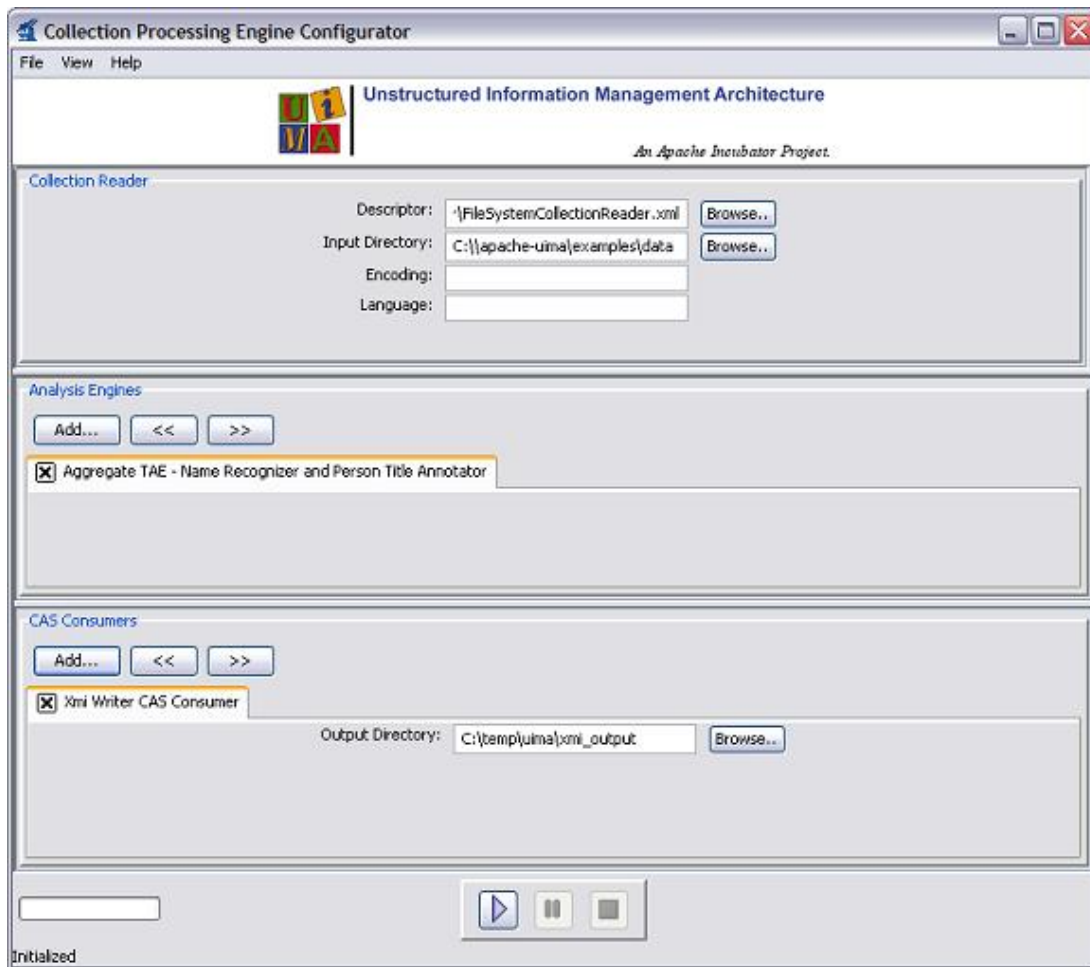 Collection Processing Engine Configurator
File View Help
UiMA
Unstructured Information Management Architecture
An Apache Incubator Project.
Collection Reader
Descriptor: \FileSystemCollectionReader.xml Browse..
Input Directory: C:\\apache-uima\examples\data Browse..
Encoding:
Language:
Analysis Engines
Add... << >>
Aggregate TAE - Name Recognizer and Person Title Annotator
CAS Consumers
Add... << >>
Xmi Writer CAS Consumer
Output Directory: C:\temp\uima\xmi_output Browse..
Initialized